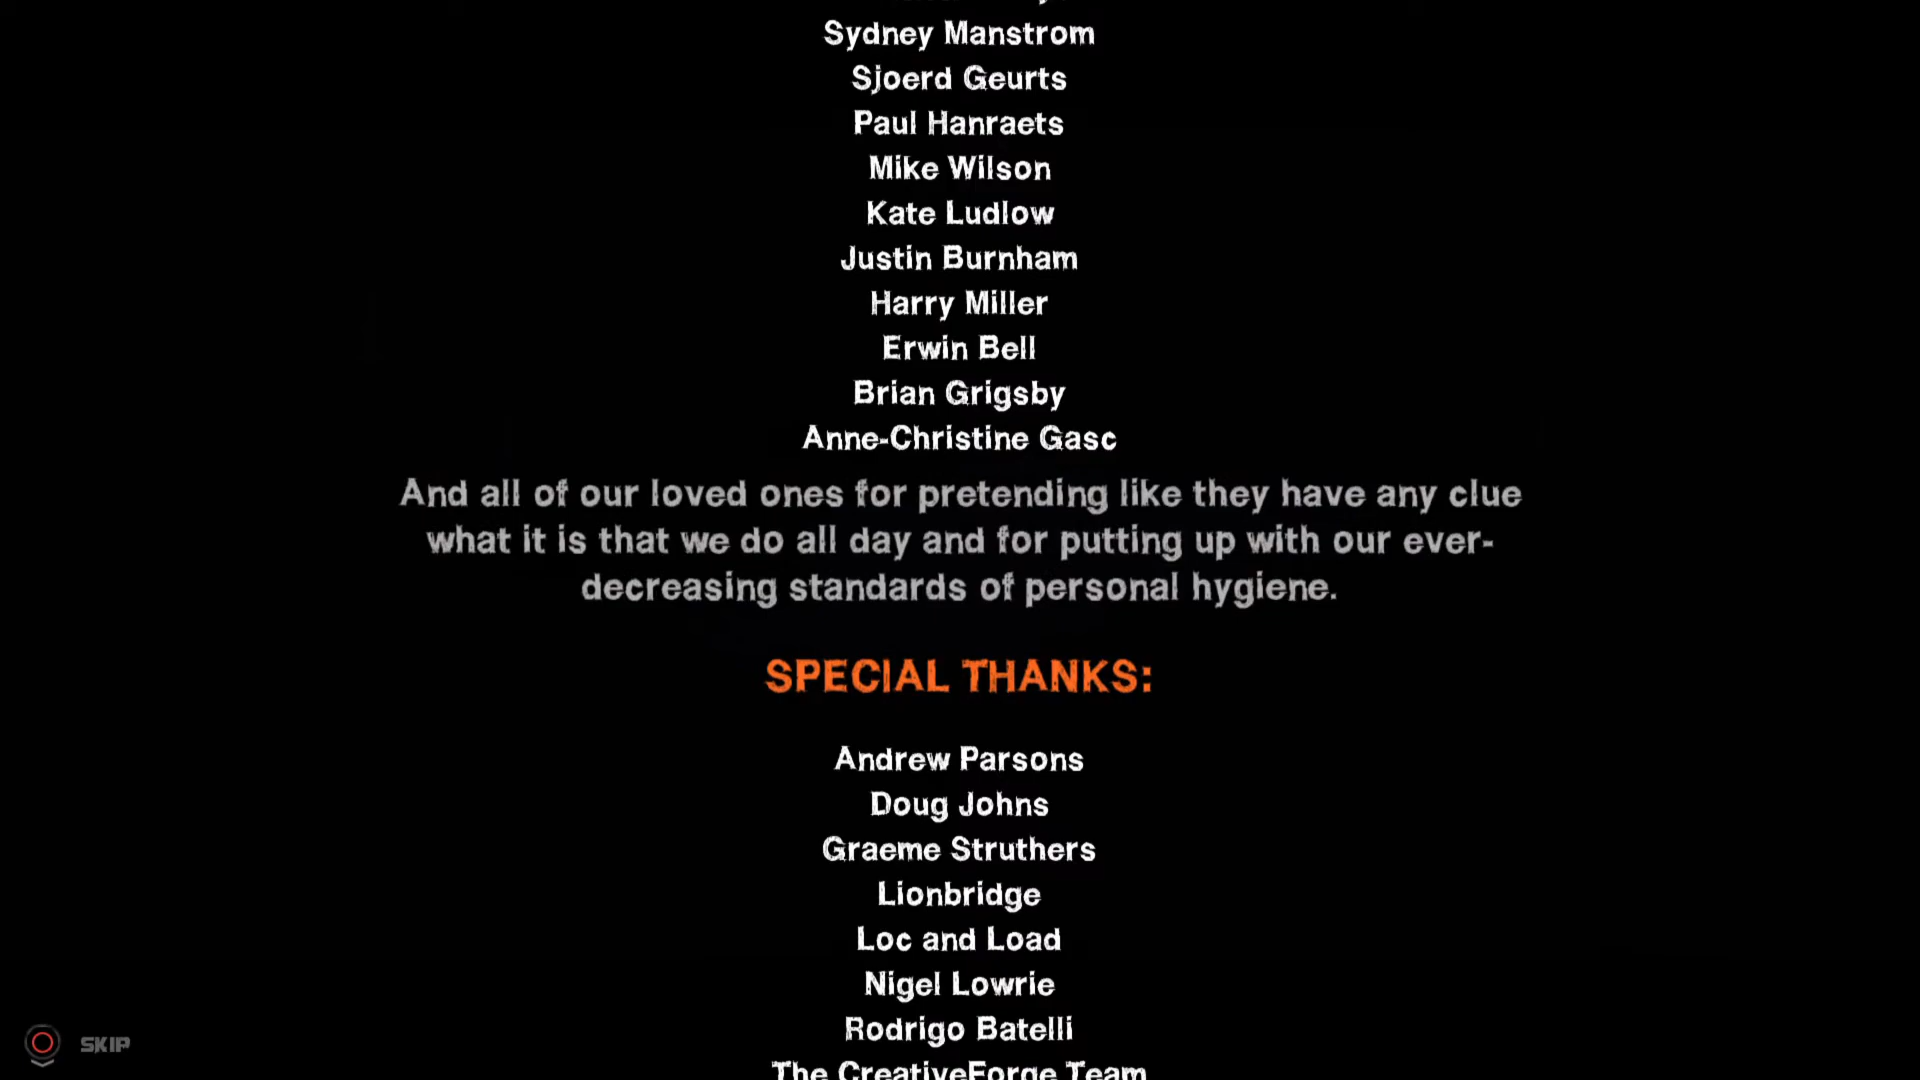 Sydney Manstrom
Sjoerd Geurts
Paul Hanraets
Mike Wilson
Kate Ludlow
Justin Burnham
Harry Miller
Erwin Bell
Brian Grigsby
Anne-Christine Gasc
And all of our loved ones for pretending like they have any clue
what it is that we do all day and for putting up with our ever-
decreasing standards of personal hygiene.
SPECIAL THANKS:
Andrew Parsons
Doug Johns
Graeme Struthers
Lionbridge
Loc and Load
Nigel Lowrie
Rodrigo Batelli
The CreativeForge Team
SKIP